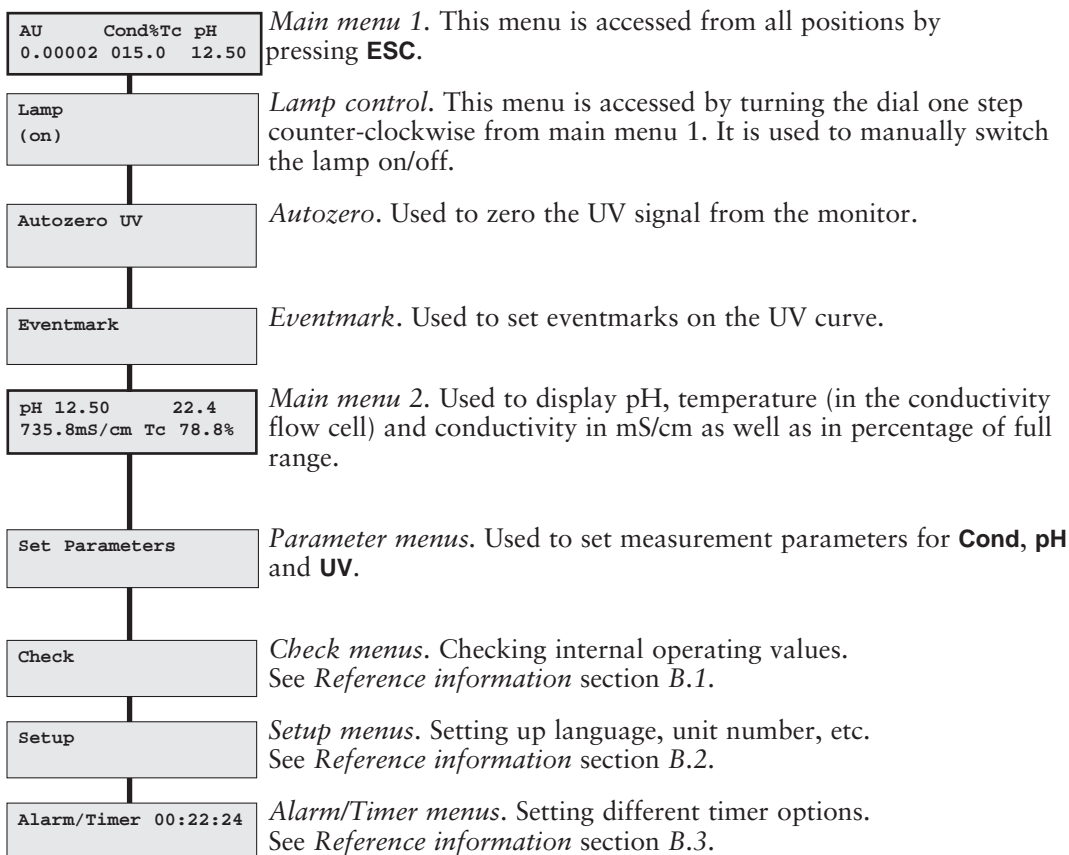 AU Cond%Tc pH
0.00002 015.0 12.50
Main menu 1. This menu is accessed from all positions by
pressing ESC.
Lamp
(on)
Lamp control. This menu is accessed by turning the dial one step
counter-clockwise from main menu 1. It is used to manually switch
the lamp on/off.
Autozero UV
Autozero. Used to zero the UV signal from the monitor.
Eventmark
Eventmark. Used to set eventmarks on the UV curve.
pH 12.50 22.4
735.8mS/cm Tc 78.8%
Main menu 2. Used to display pH, temperature (in the conductivity
flow cell) and conductivity in mS/cm as well as in percentage of full
range.
Set Parameters
Parameter menus. Used to set measurement parameters for Cond, pH
and UV.
Check
Check menus. Checking internal operating values.
See Reference information section B.1.
Setup
Setup menus. Setting up language, unit number, etc.
See Reference information section B.2.
Alarm/Timer 00:22:24
Alarm/Timer menus. Setting different timer options.
See Reference information section B.3.